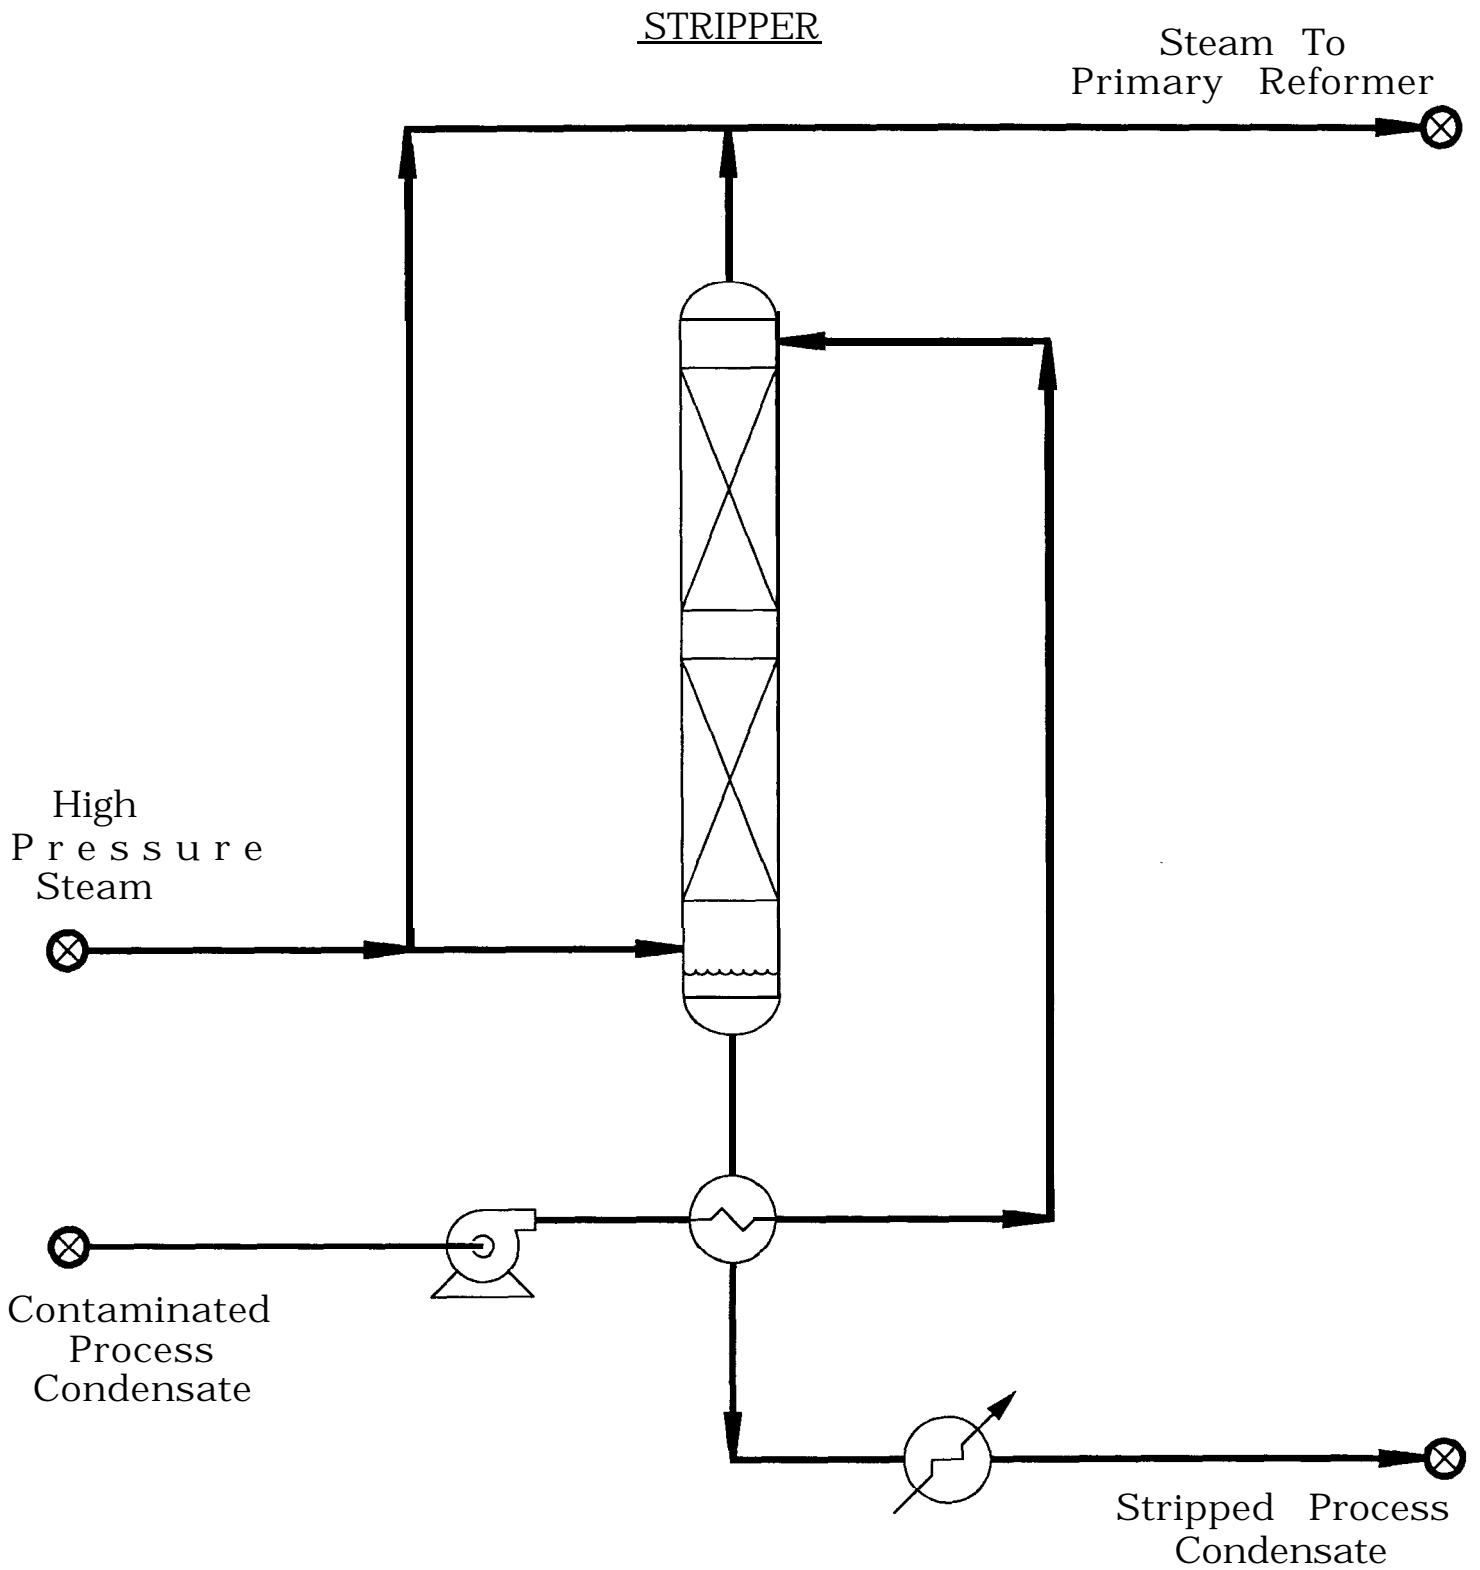 STRIPPER
Steam To
Primary Reformer
High
Pressure
Steam
Contaminated
Process
Condensate
Stripped Process
Condensate